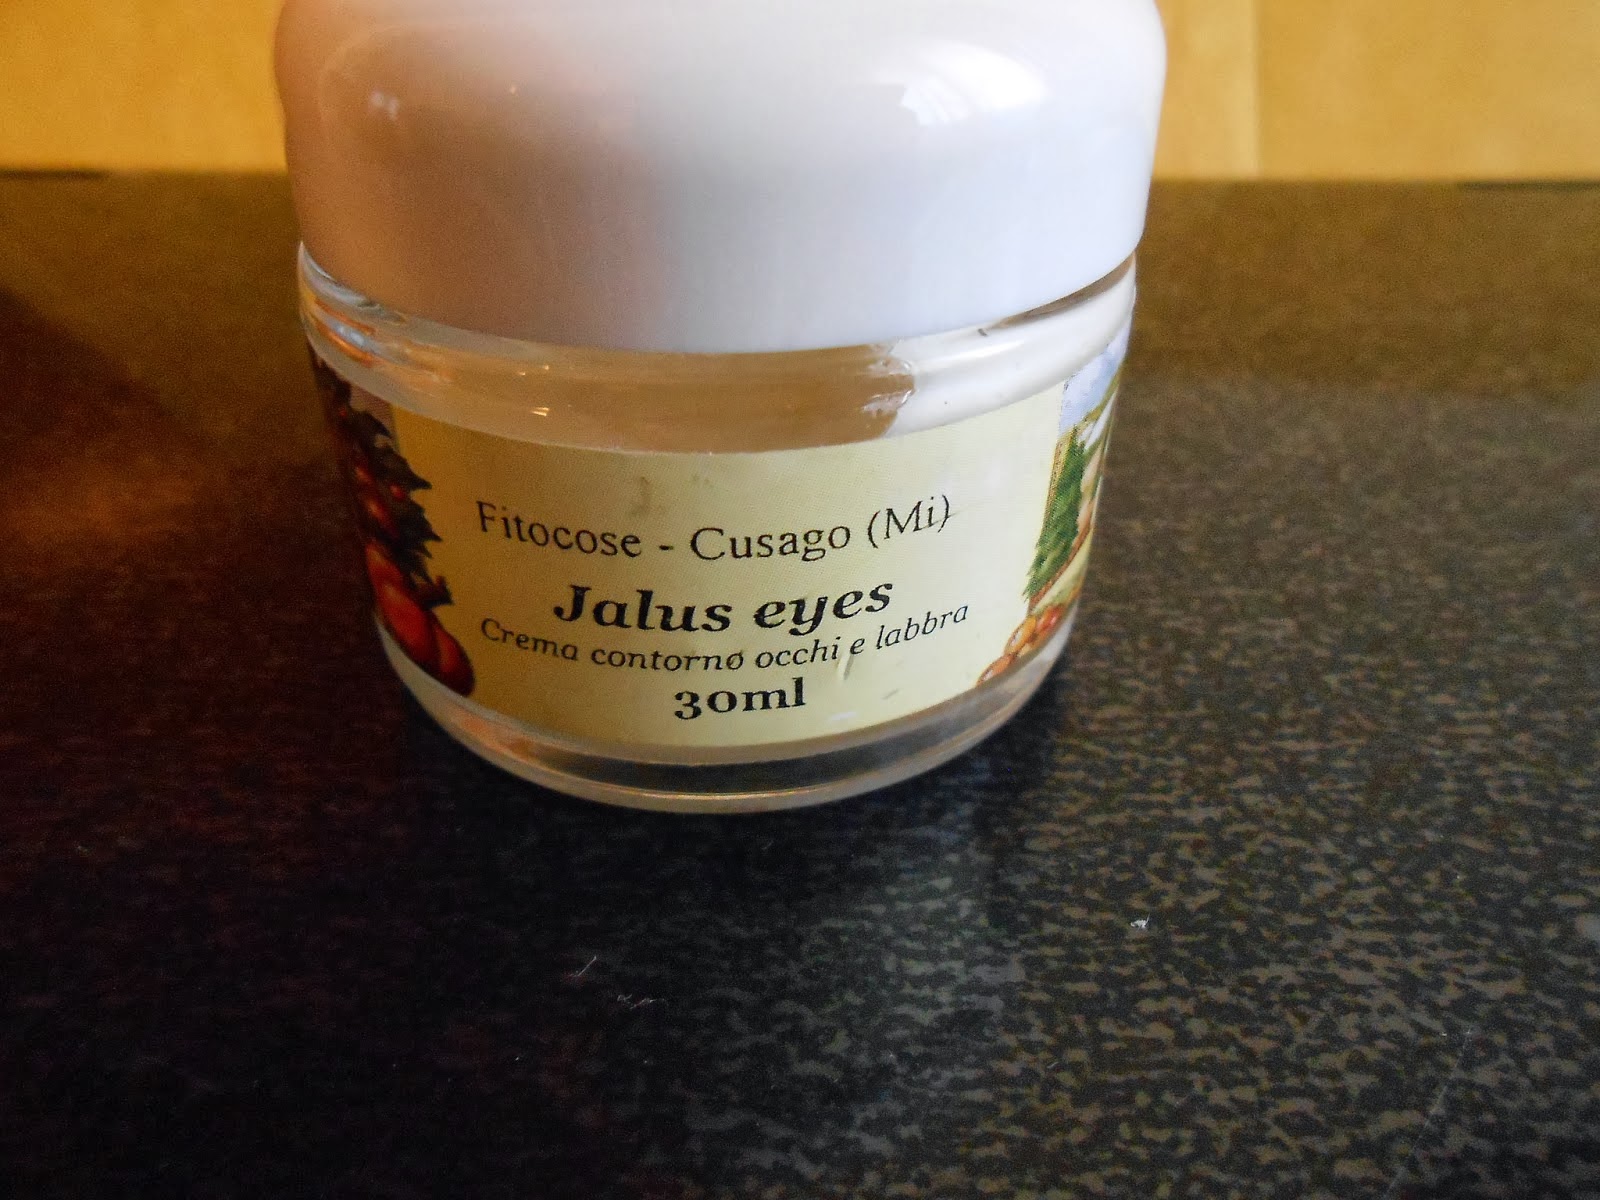 Fitocose - Cusago (Mi)
Jalus eyes
Crema contorno occhi e labbra
30ml